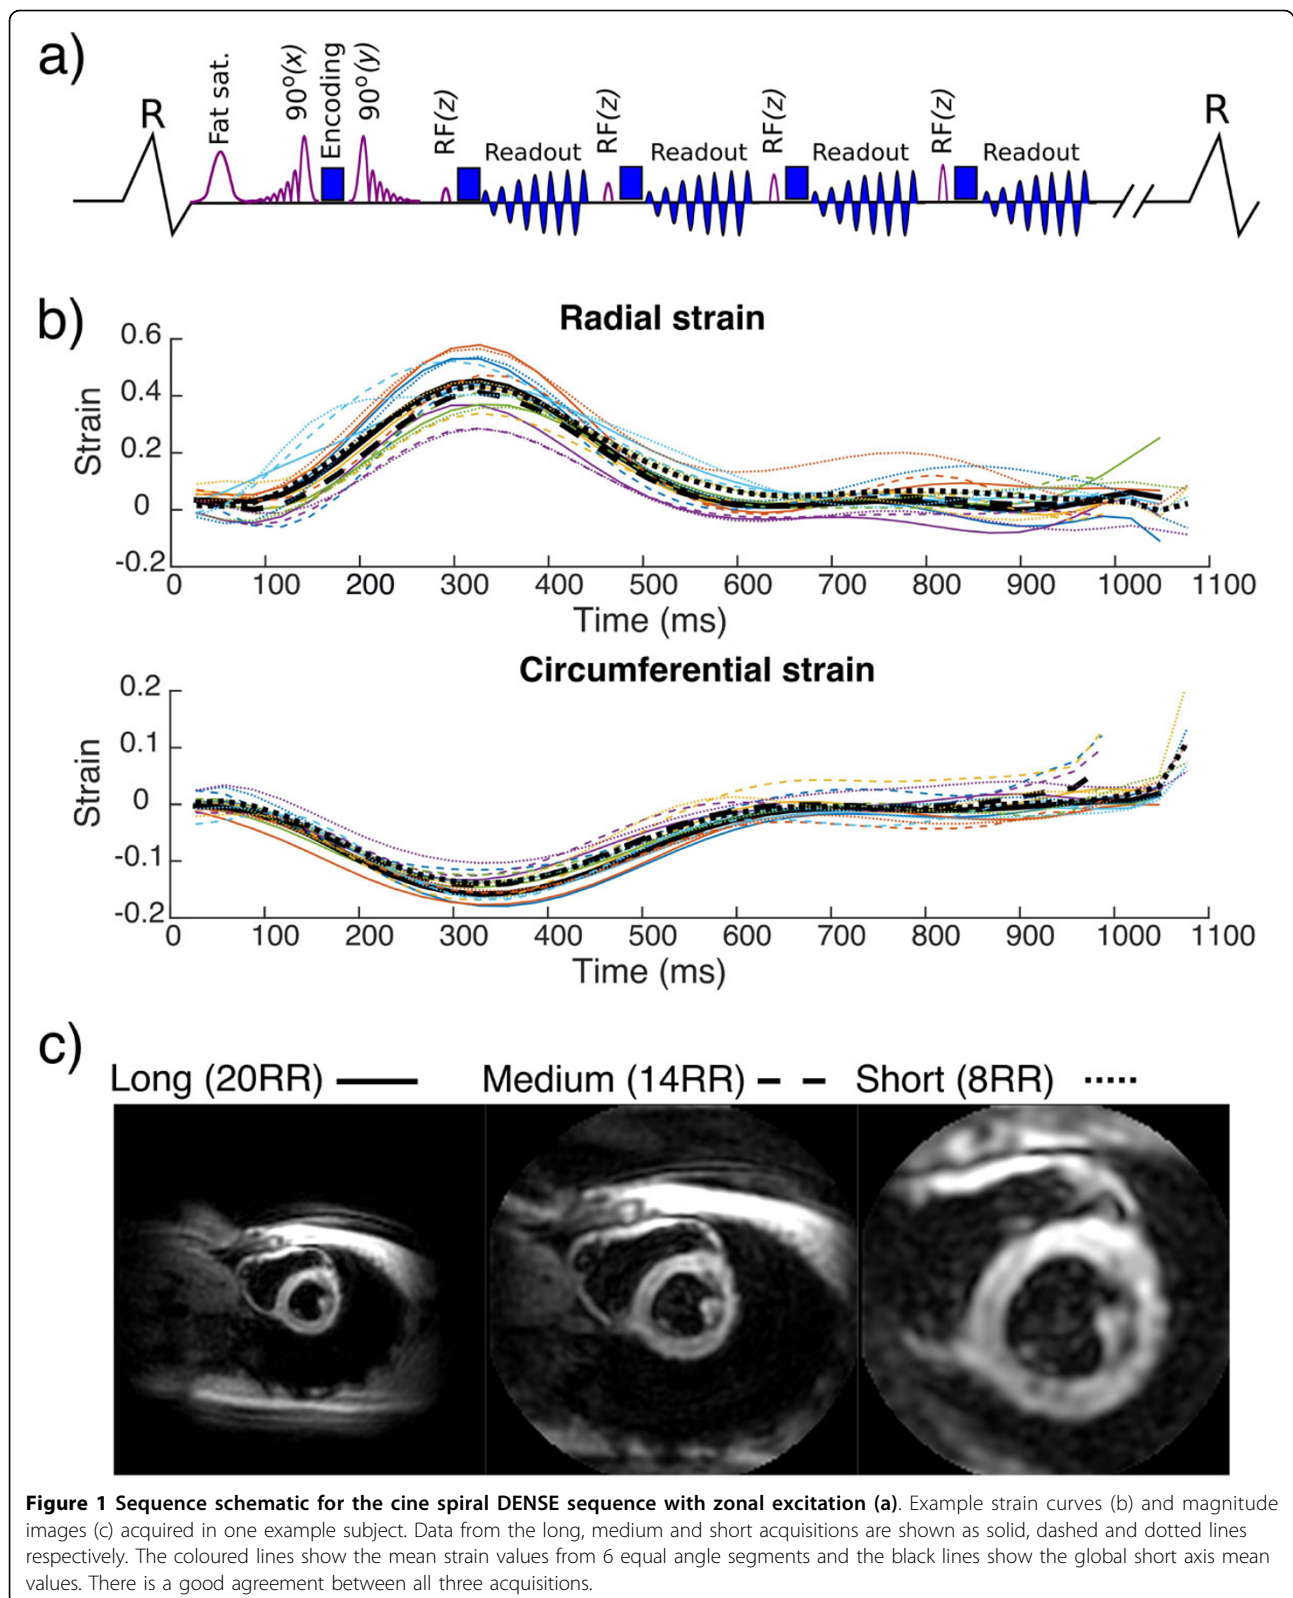 a)
R
Fat sat.
90°(x)
Encoding
90°(y)
RF(z)
Readout
RF(z)
Readout
RF(z)
Readout
RF(z)
Readout
R
b)
Radial strain
Strain
0.6
0.4
0.2
0
-0.2
0 100 200 300 400 500 600 700 800 900 1000 1100
Time (ms)
Circumferential strain
Strain
0.2
0.1
0
-0.1
-0.2
0 100 200 300 400 500 600 700 800 900 1000 1100
Time (ms)
c)
Long (20RR) Medium (14RR) Short (8RR)
Figure 1 Sequence schematic for the cine spiral DENSE sequence with zonal excitation (a). Example strain curves (b) and magnitude
images (c) acquired in one example subject. Data from the long, medium and short acquisitions are shown as solid, dashed and dotted lines
respectively. The coloured lines show the mean strain values from 6 equal angle segments and the black lines show the global short axis mean
values. There is a good agreement between all three acquisitions.